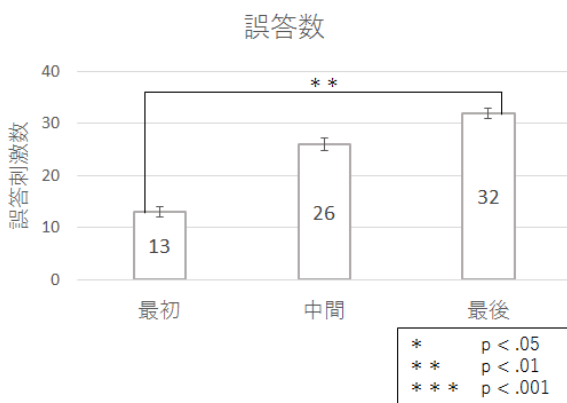 誤答数
40
**
30
誤答刺激数
20
10
0
13
26
32
最初 中間 最後
* p < .05
** p < .01
*** p < .001